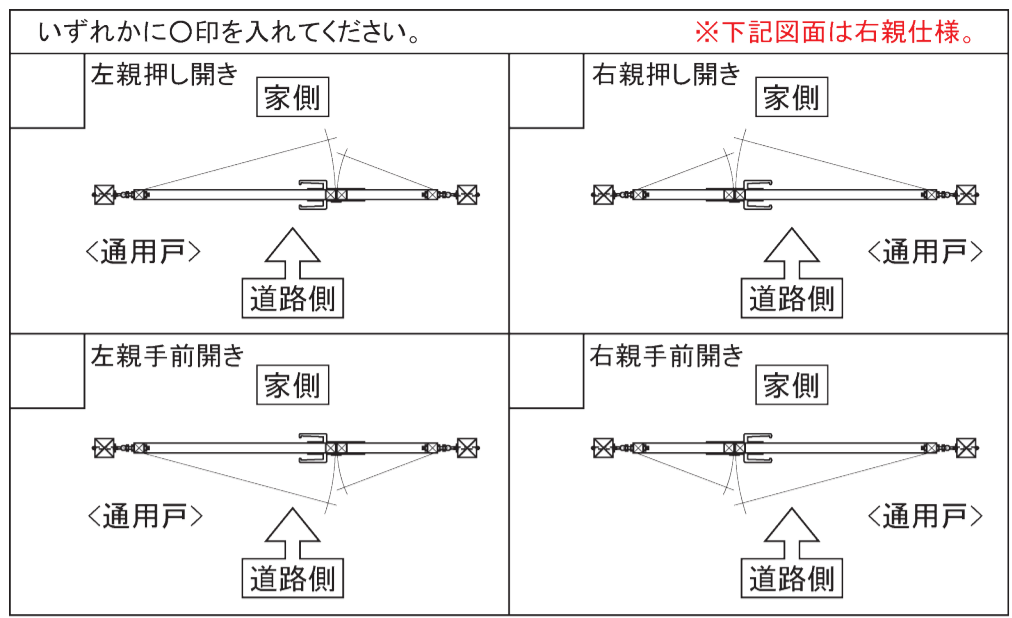 いずれかに〇印を入れてください。
※下記図面は右親仕様。
左親押し開き
家側
<通用戸>
道路側
右親押し開き
家側
<通用戸>
道路側
左親手前開き
家側
<通用戸>
道路側
右親手前開き
家側
<通用戸>
道路側